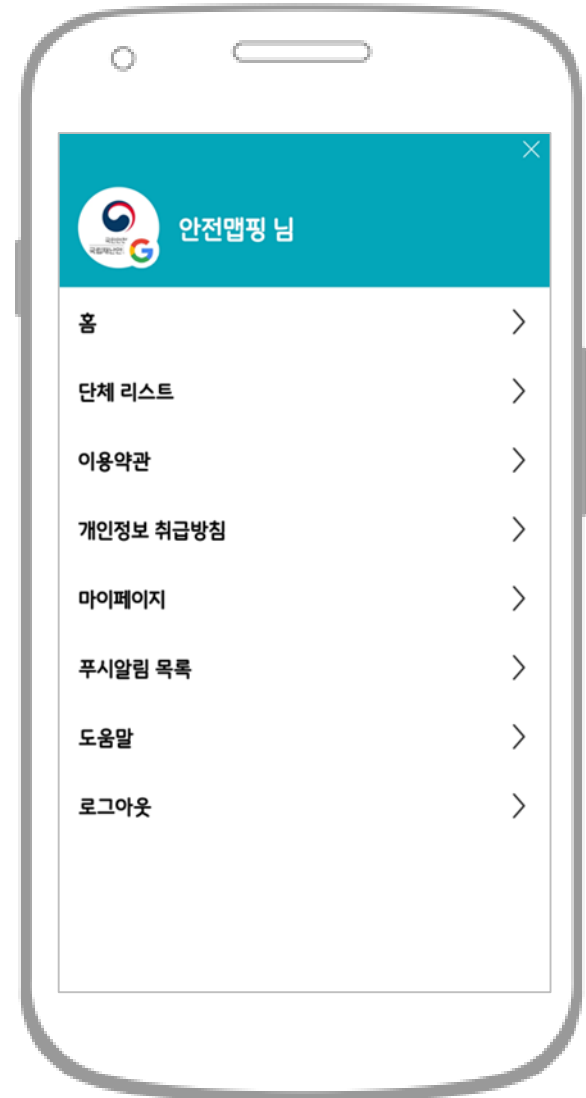 안전맵핑 님
홈
단체 리스트
이용약관
개인정보 취급방침
마이페이지
푸시알림 목록
도움말
로그아웃